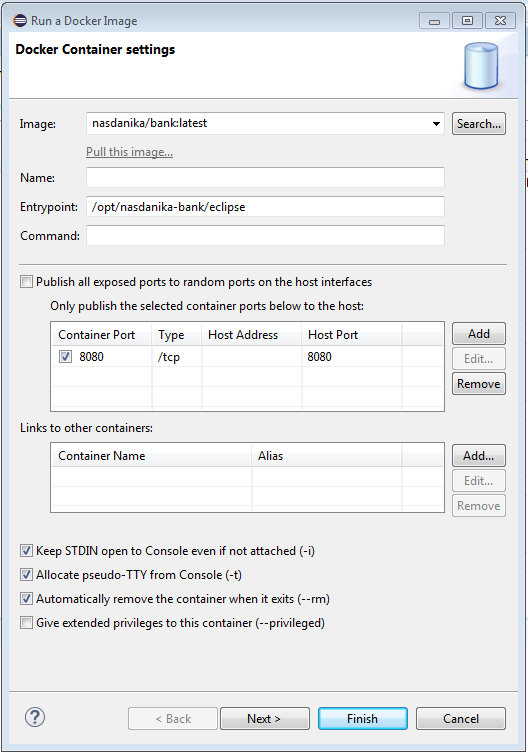 Run a Docker Image
Docker Container settings
Image: nasdanika/bank:latest Search...
Pull this image...
Name:
Entrypoint: /opt/nasdanika-bank/eclipse
Command:
Publish all exposed ports to random ports on the host interfaces
Only publish the selected container ports below to the host:
Container Port Type Host Address Host Port Add
8080 /tcp 8080 Edit...
Remove
Links to other containers:
Container Name Alias Add...
Edit...
Remove
Keep STDIN open to Console even if not attached (-i)
Allocate pseudo-TTY from Console (-t)
Automatically remove the container when it exits (--rm)
Give extended privileges to this container (--privileged)
? < Back Next > Finish Cancel